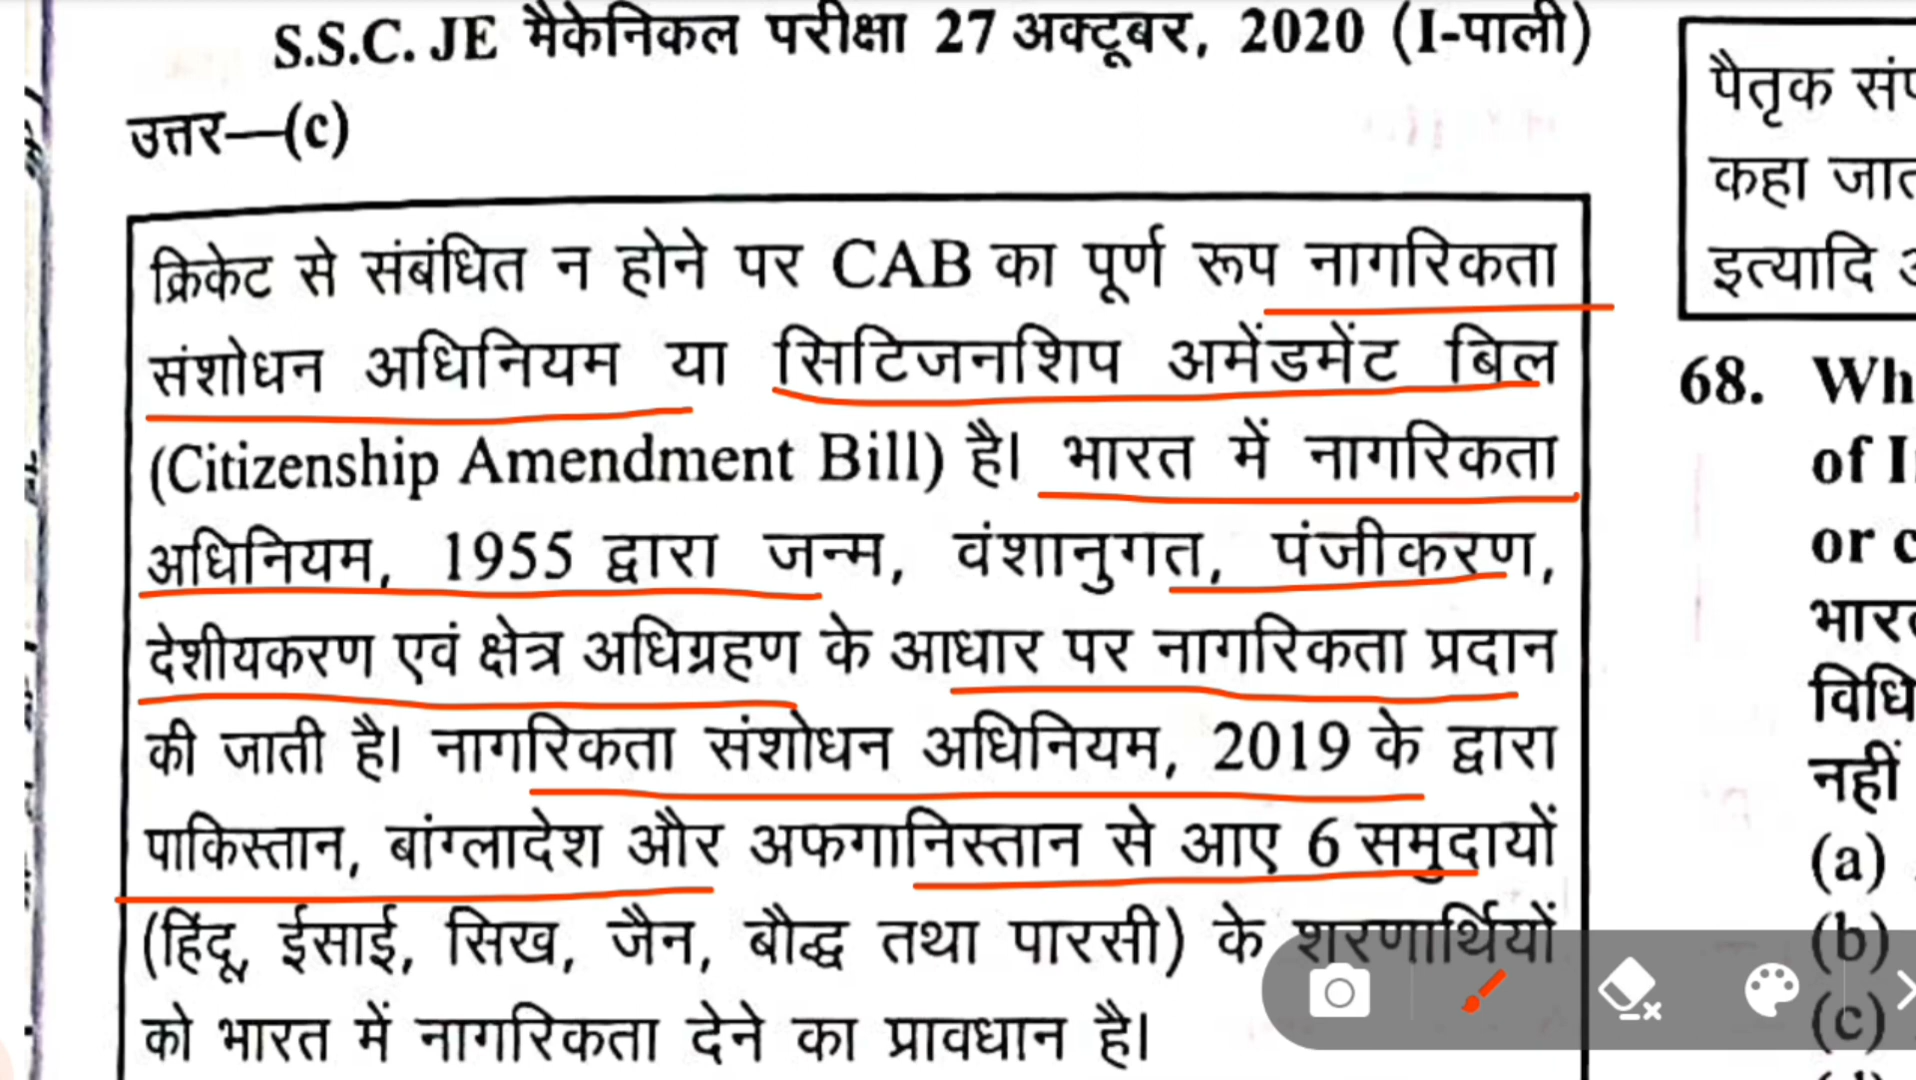 S.S.C. JE मैकेनिकल परीक्षा 27 अक्टूबर, 2020 (I-पाली)
उत्तर—(c)
क्रिकेट से संबंधित न होने पर CAB का पूर्ण रूप नागरिकता
संशोधन अधिनियम या सिटिजनशिप अमेंडमेंट बिल
(Citizenship Amendment Bill) है। भारत में नागरिकता
अधिनियम, 1955 द्वारा जन्म, वंशानुगत, पंजीकरण,
देशीयकरण एवं क्षेत्र अधिग्रहण के आधार पर नागरिकता प्रदान
की जाती है। नागरिकता संशोधन अधिनियम, 2019 के द्वारा
पाकिस्तान, बांग्लादेश और अफगानिस्तान से आए 6 समुदायों
(हिंदू, ईसाई, सिख, जैन, बौद्ध तथा पारसी) के शरणार्थियों
को भारत में नागरिकता देने का प्रावधान है।
पैतृक
कहा
इत्यादि
68.
of
or
नहीं
(a)
(b)
(c)